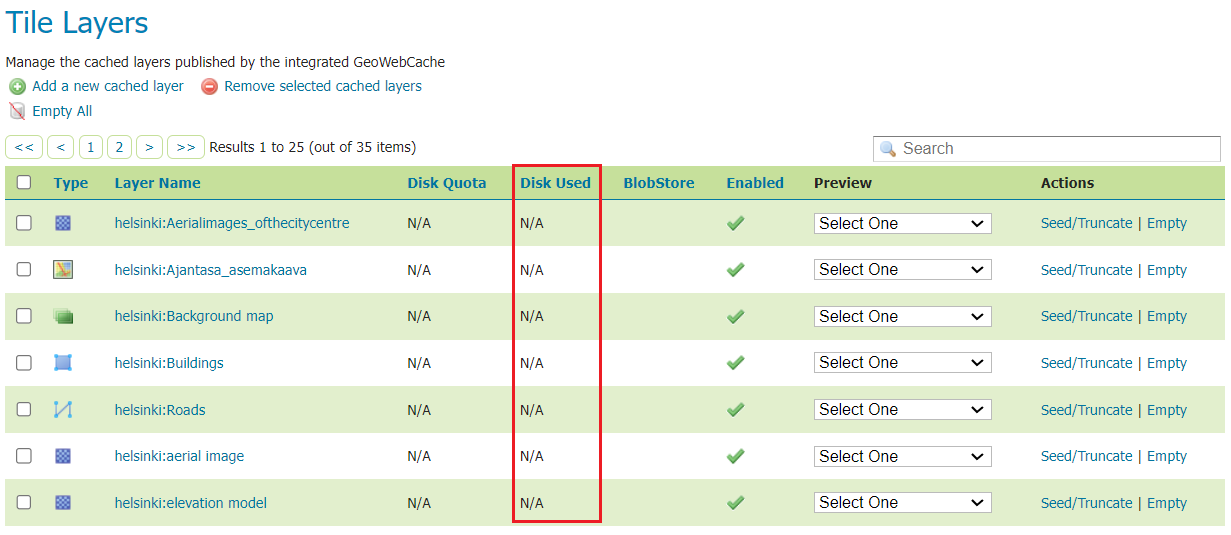 Tile Layers
Manage the cached layers published by the integrated GeoWebCache
Add a new cached layer Remove selected cached layers
Empty All
<< < 1 2 > >> Results 1 to 25 (out of 35 items) Search
Type Layer Name Disk Quota Disk Used BlobStore Enabled Preview Actions
helsinki:Aerialimages_ofthecitycentre N/A N/A Select One Seed/Truncate | Empty
helsinki:Ajantasa_asemakaava N/A N/A Select One Seed/Truncate | Empty
helsinki:Background map N/A N/A Select One Seed/Truncate | Empty
helsinki:Buildings N/A N/A Select One Seed/Truncate | Empty
helsinki:Roads N/A N/A Select One Seed/Truncate | Empty
helsinki:aerial image N/A N/A Select One Seed/Truncate | Empty
helsinki:elevation model N/A N/A Select One Seed/Truncate | Empty